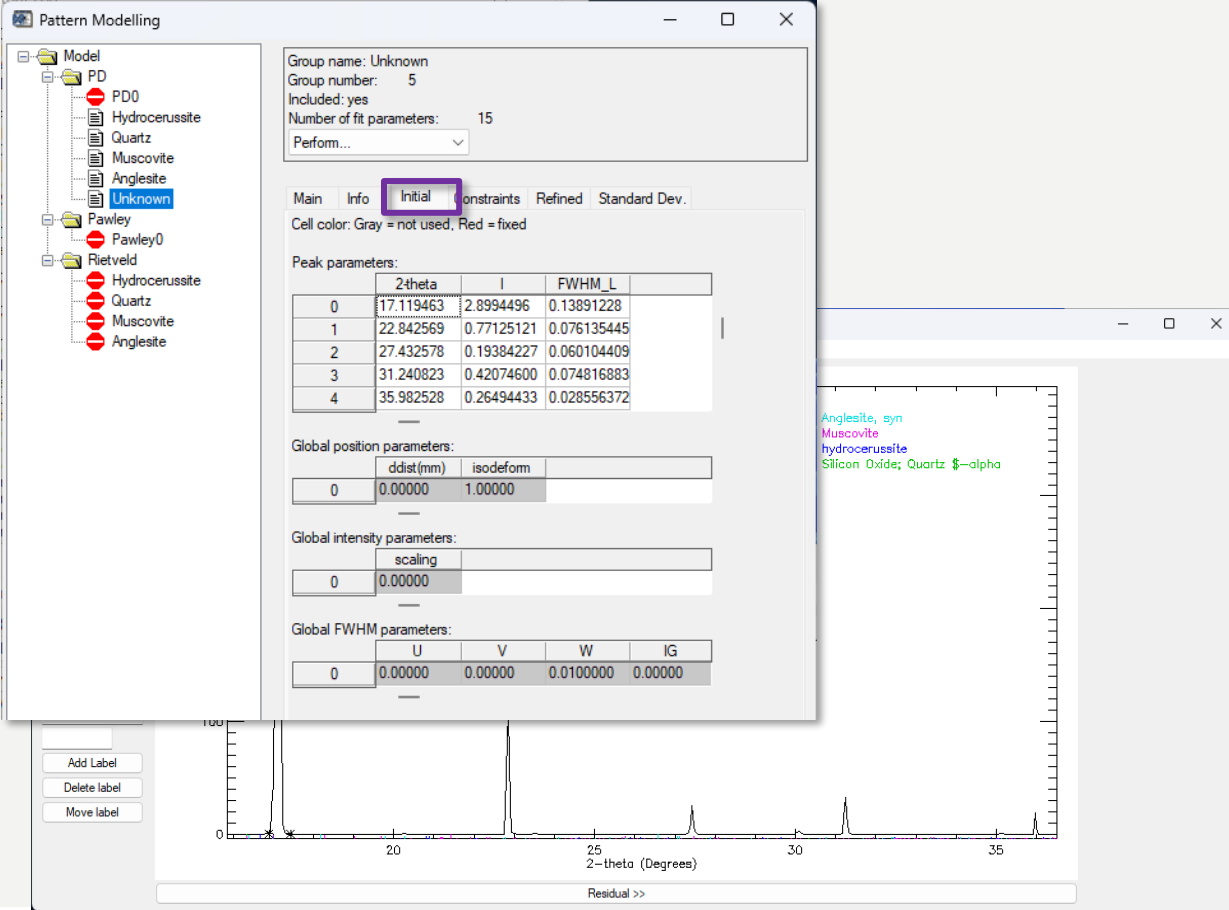 Pattern Modelling
Model
PD
PD0
Hydrocerussite
Quartz
Muscovite
Anglesite
Unknown
Pawley
Pawley0
Rietveld
Hydrocerussite
Quartz
Muscovite
Anglesite
Group name: Unknown
Group number: 5
Included: yes
Number of fit parameters: 15
Perform...
Main Info Initial Constraints Refined Standard Dev.
Cell color: Gray = not used, Red = fixed
Peak parameters:
2-theta I FWHM_L
0 17.119463 2.8994496 0.13891228
1 22.842569 0.77125121 0.076135445
2 27.432578 0.19384227 0.060104409
3 31.240823 0.42074600 0.074816883
4 35.982528 0.26494433 0.028556372
Global position parameters:
ddist(mm) isodeform
0 0.00000 1.00000
Global intensity parameters:
scaling
0 0.00000
Global FWHM parameters:
U V W IG
0 0.00000 0.00000 0.0100000 0.00000
Anglesite, syn
Muscovite
hydrocerussite
Silicon Oxide; Quartz $-alpha
100
0
20 25 30 35
2-theta (Degrees)
Add Label
Delete label
Move label
Residual >>